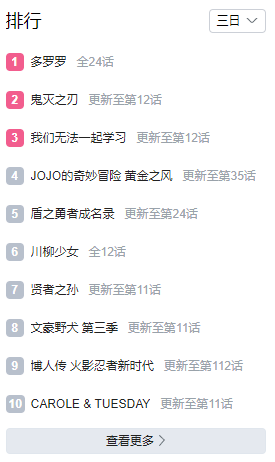 排行 三日
1 多罗罗 全24话
2 鬼灭之刃 更新至第12话
3 我们无法一起学习 更新至第12话
4 JOJO的奇妙冒险 黄金之风 更新至第35话
5 盾之勇者成名录 更新至第24话
6 川柳少女 全12话
7 贤者之孙 更新至第11话
8 文豪野犬 第三季 更新至第11话
9 博人传 火影忍者新时代 更新至第112话
10 CAROLE & TUESDAY 更新至第11话
查看更多